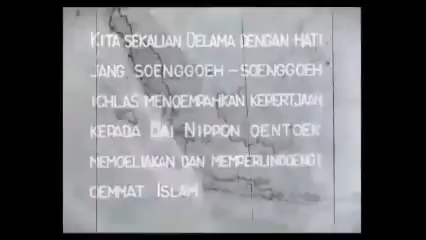 KITA SEKALIAN OELAMA DENGAN HATI
JANG SOENGGOEH-SOENGGOEH
ICHLAS MENOEMPAHKAN KEPERTJAAN
KEPADA DAI NIPPON OENTOEK
MEMOELIAKAN DAN MEMPERLINDOENGI
OEMMAT ISLAM